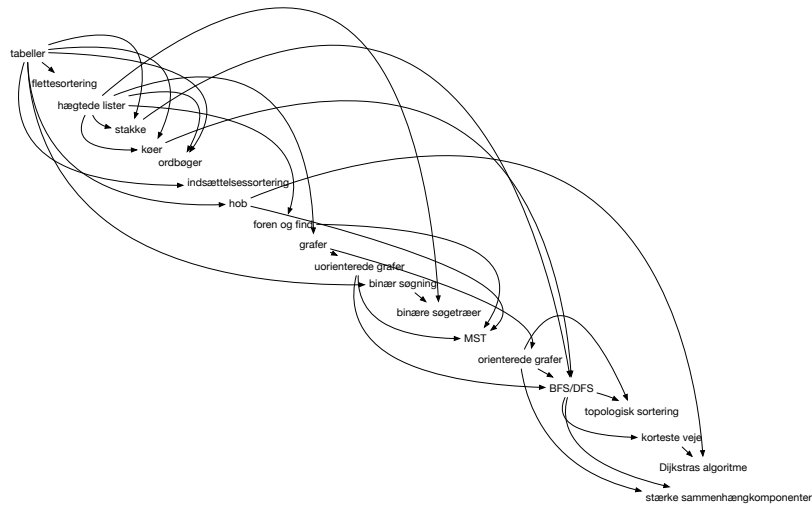 tabeller
flettesortering
hægtede lister
stakke
køer
ordbøger
indsættelsessortering
hob
foren og find
grafer
uorienterede grafer
binær søgning
binære søgetræer
MST
orienterede grafer
BFS/DFS
topologisk sortering
korteste veje
Dijkstras algoritme
stærke sammenhængkomponenter